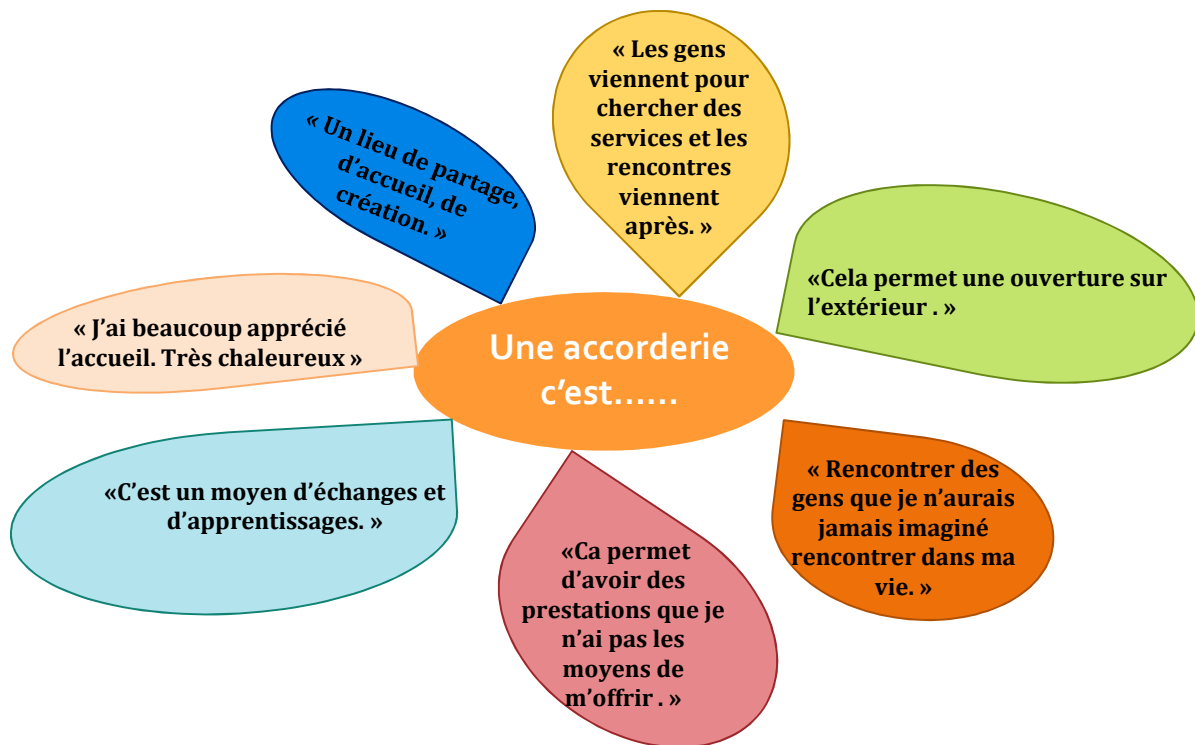 « Les gens
viennent pour
chercher des
services et les
rencontres
viennent
après. »
« Un lieu de partage,
d’accueil, de
création. »
«Cela permet une ouverture sur
l’extérieur . »
« J’ai beaucoup apprécié
l’accueil. Très chaleureux »
Une accorderie
c’est……
«C’est un moyen d’échanges et
d’apprentissages. »
« Rencontrer des
gens que je n’aurais
jamais imaginé
rencontrer dans ma
vie. »
«Ca permet
d’avoir des
prestations que je
n’ai pas les
moyens de
m’offrir . »